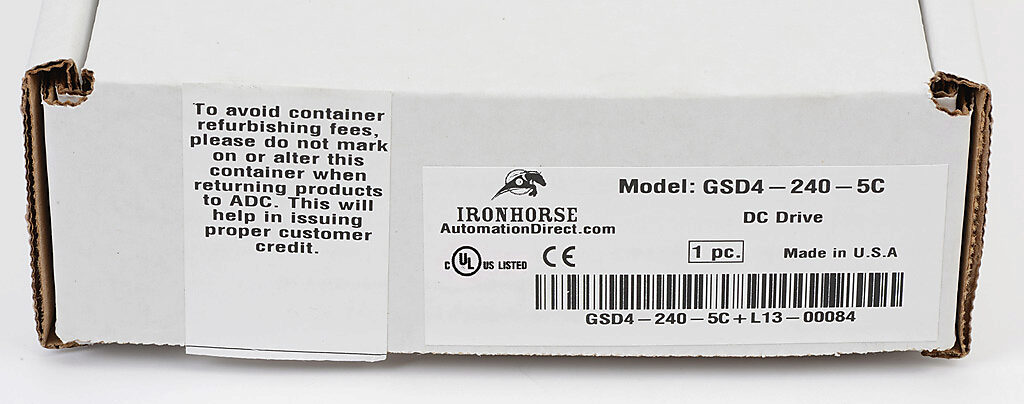 To avoid container
refurbishing fees,
please do not mark
on or alter this
container when
returning products
to ADC. This will
help in issuing
proper customer
credit.
IRONHORSE
AutomationDirect.com
C UL US LISTED CE
Model: GSD4-240-5C
DC Drive
1 pc. Made in U.S.A
GSD4-240-5C+L13-00084